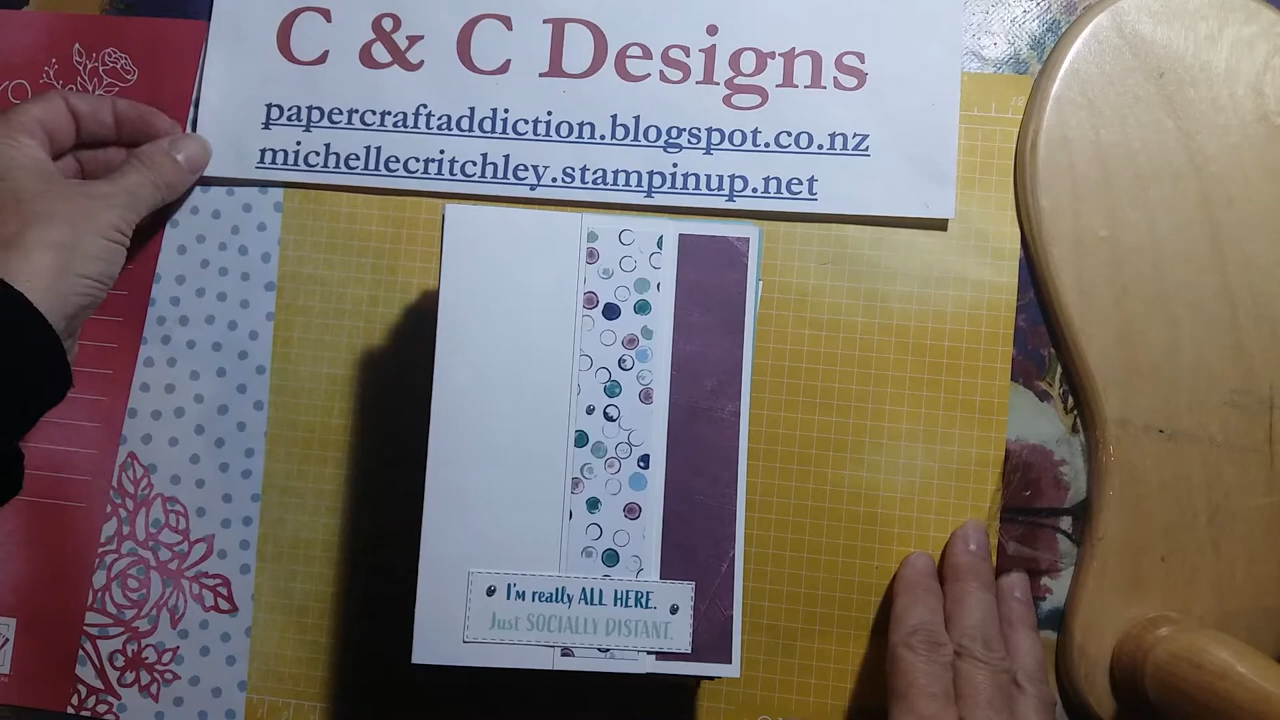 C & C Designs
papercraftaddiction.blogspot.co.nz
michellecritchley.stampinup.net
I'm really ALL HERE.
Just SOCIALLY DISTANT.